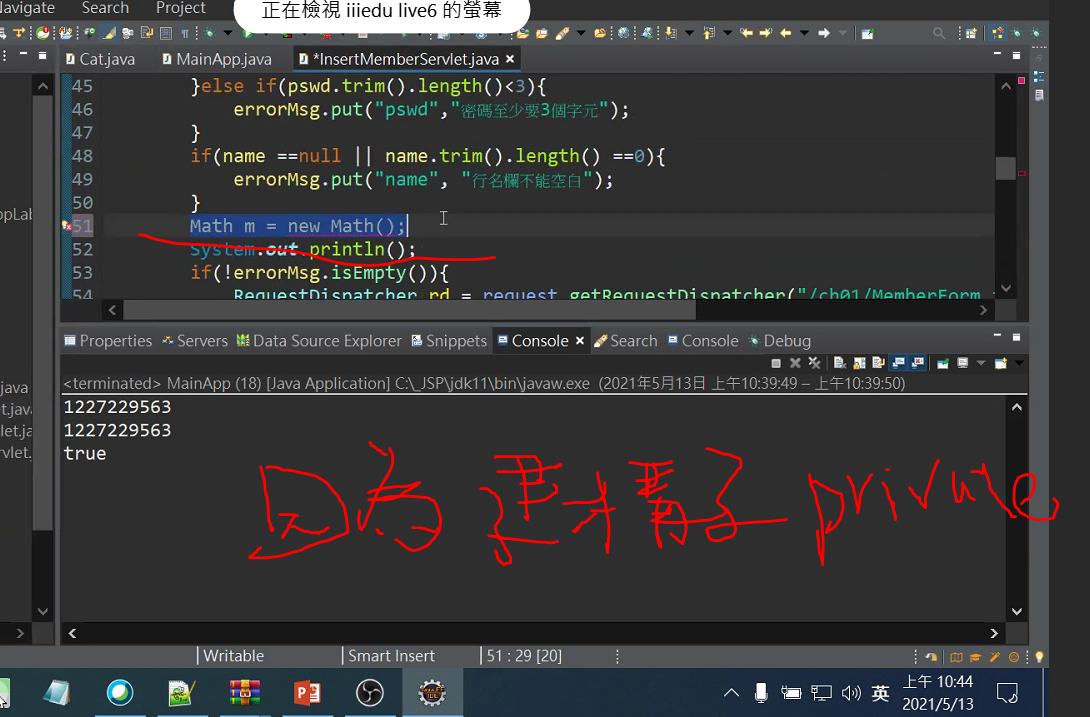 Navigate Search Project
正在檢視 iiiedu live6 的螢幕
Cat.java MainApp.java *InsertMemberServlet.java
45 }else if(pswd.trim().length()<3){
46 errorMsg.put("pswd","密碼至少要3個字元");
47 }
48 if(name ==null || name.trim().length() ==0){
49 errorMsg.put("name", "行名欄不能空白");
50 }
51 Math m = new Math();
52 System.out.println();
53 if(!errorMsg.isEmpty()){
54 RequestDispatcher rd = request.getRequestDispatcher("/ch01/MemberForm.
ppLab
java
et.java
let.ja
rvlet.
Properties Servers Data Source Explorer Snippets Console Search Console Debug
<terminated> MainApp (18) [Java Application] C:\_JSP\jdk11\bin\javaw.exe (2021年5月13日 上午10:39:49 – 上午10:39:50)
1227229563
1227229563
true
因為 建構子 private
Writable Smart Insert 51 : 29 [20]
英 上午 10:44
2021/5/13